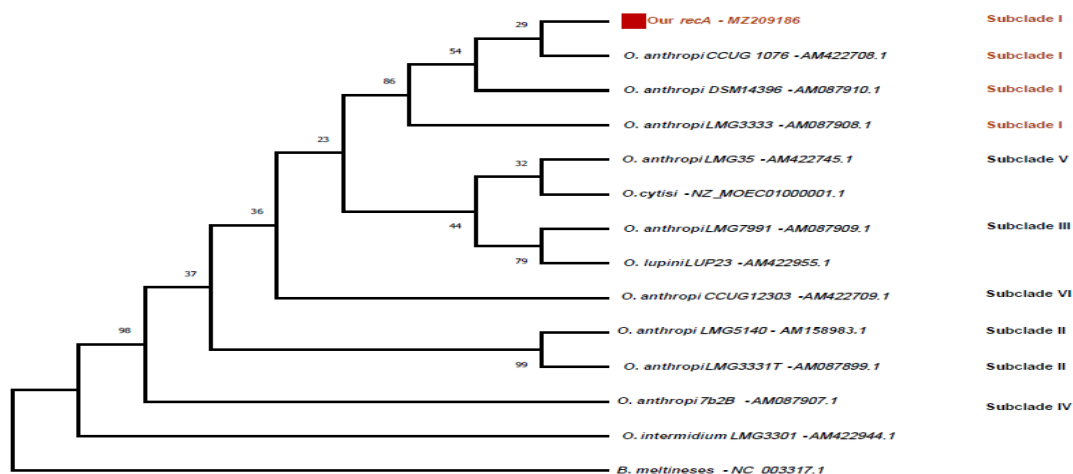 Our recA - MZ209186 Subclade I
29
O. anthropi CCUG 1076 - AM422708.1 Subclade I
54
O. anthropi DSM14396 - AM087910.1 Subclade I
86
O. anthropi LMG3333 - AM087908.1 Subclade I
23
O. anthropi LMG35 - AM422745.1 Subclade V
32
O.cytisi - NZ_MOEC01000001.1
36
44
O. anthropi LMG7991 - AM087909.1 Subclade III
79
O. lupini LUP23 - AM422955.1
37
O. anthropi CCUG12303 - AM422709.1 Subclade VI
98
O. anthropi LMG5140 - AM158983.1 Subclade II
99
O. anthropi LMG3331T - AM087899.1 Subclade II
O. anthropi 7b2B - AM087907.1 Subclade IV
O. intermidium LMG3301 - AM422944.1
B. meltineses - NC_003317.1